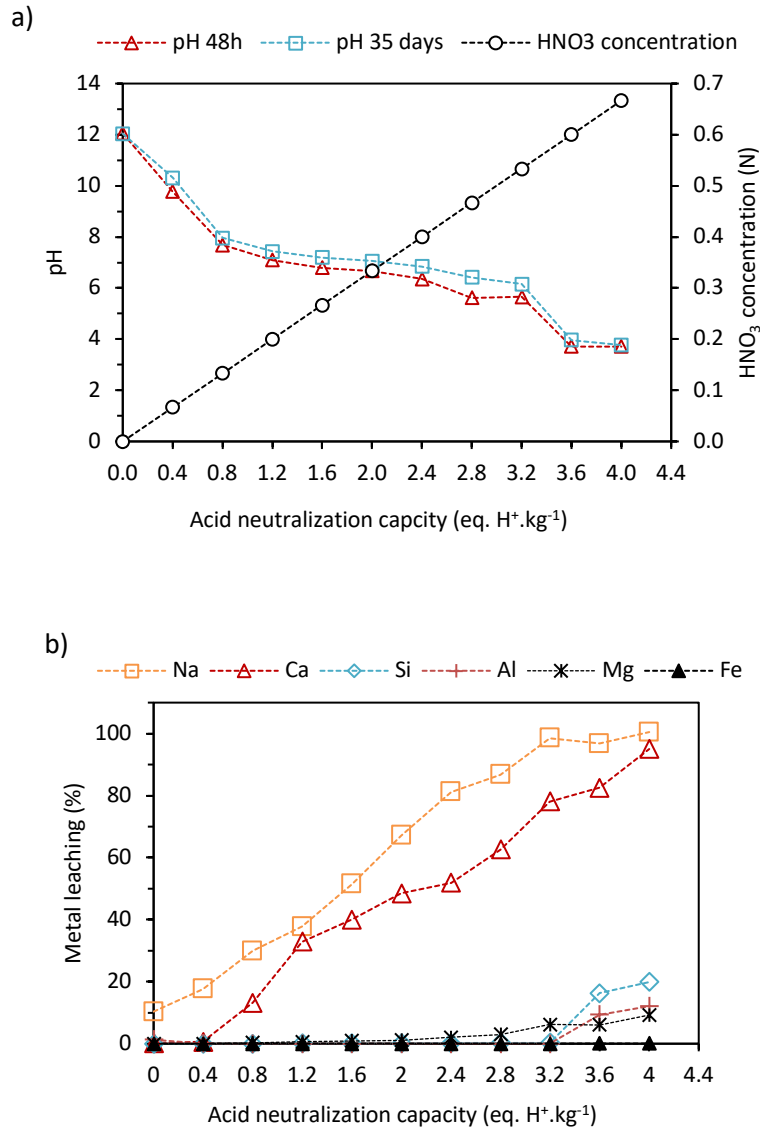 a)
pH 48h pH 35 days HNO3 concentration
14
12
10
8
6
4
2
0
pH
0.7
0.6
0.5
0.4
0.3
0.2
0.1
0.0
HNO₃ concentration (N)
0.0 0.4 0.8 1.2 1.6 2.0 2.4 2.8 3.2 3.6 4.0 4.4
Acid neutralization capcity (eq. H⁺.kg⁻¹)
b)
Na Ca Si Al Mg Fe
100
80
60
40
20
0
Metal leaching (%)
0 0.4 0.8 1.2 1.6 2 2.4 2.8 3.2 3.6 4 4.4
Acid neutralization capacity (eq. H⁺.kg⁻¹)